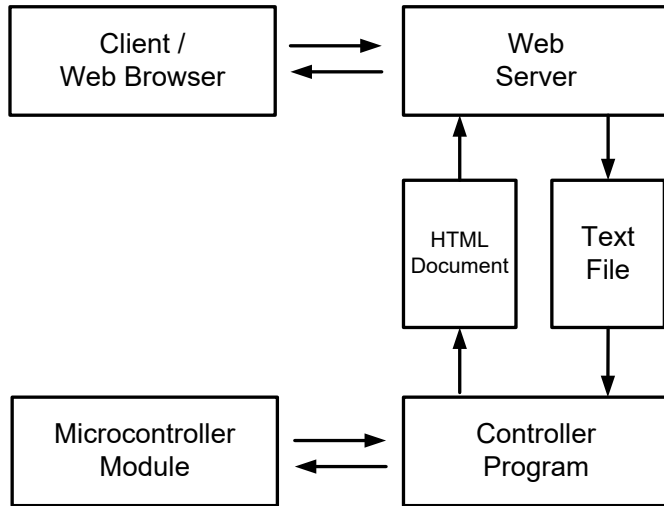 Client /
Web Browser
Web
Server
HTML
Document
Text
File
Microcontroller
Module
Controller
Program